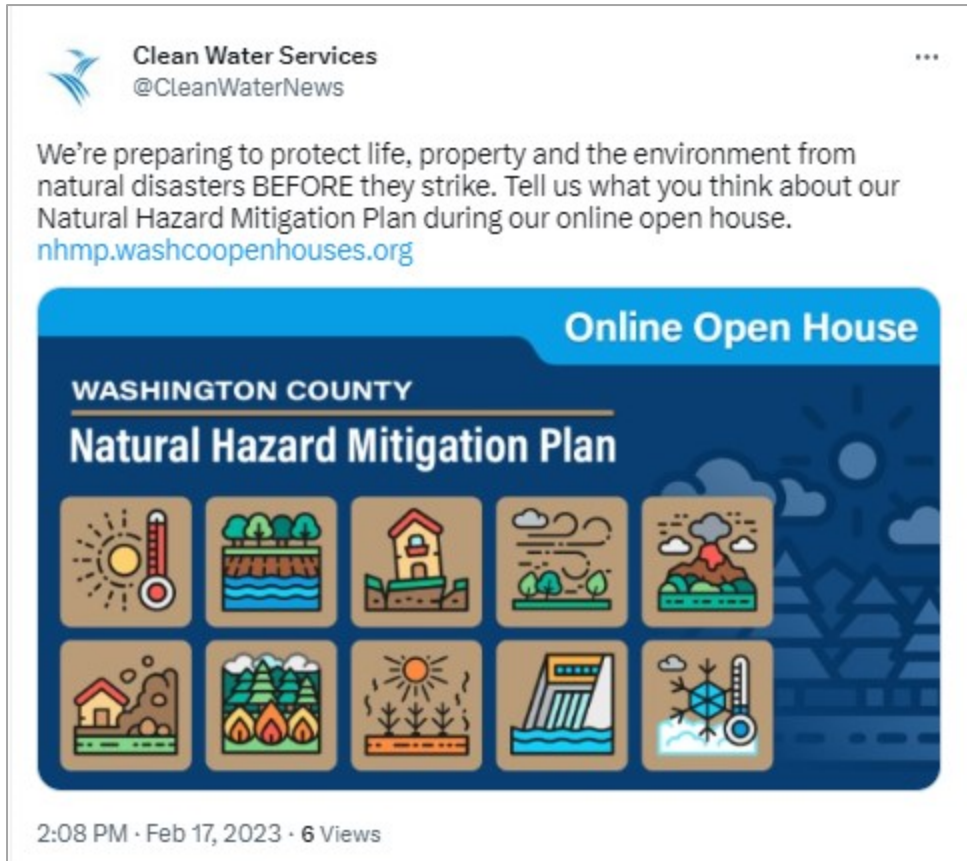 Clean Water Services
@CleanWaterNews
We’re preparing to protect life, property and the environment from
natural disasters BEFORE they strike. Tell us what you think about our
Natural Hazard Mitigation Plan during our online open house.
nhmp.washcoopenhouses.org
Online Open House
WASHINGTON COUNTY
Natural Hazard Mitigation Plan
2:08 PM · Feb 17, 2023 · 6 Views